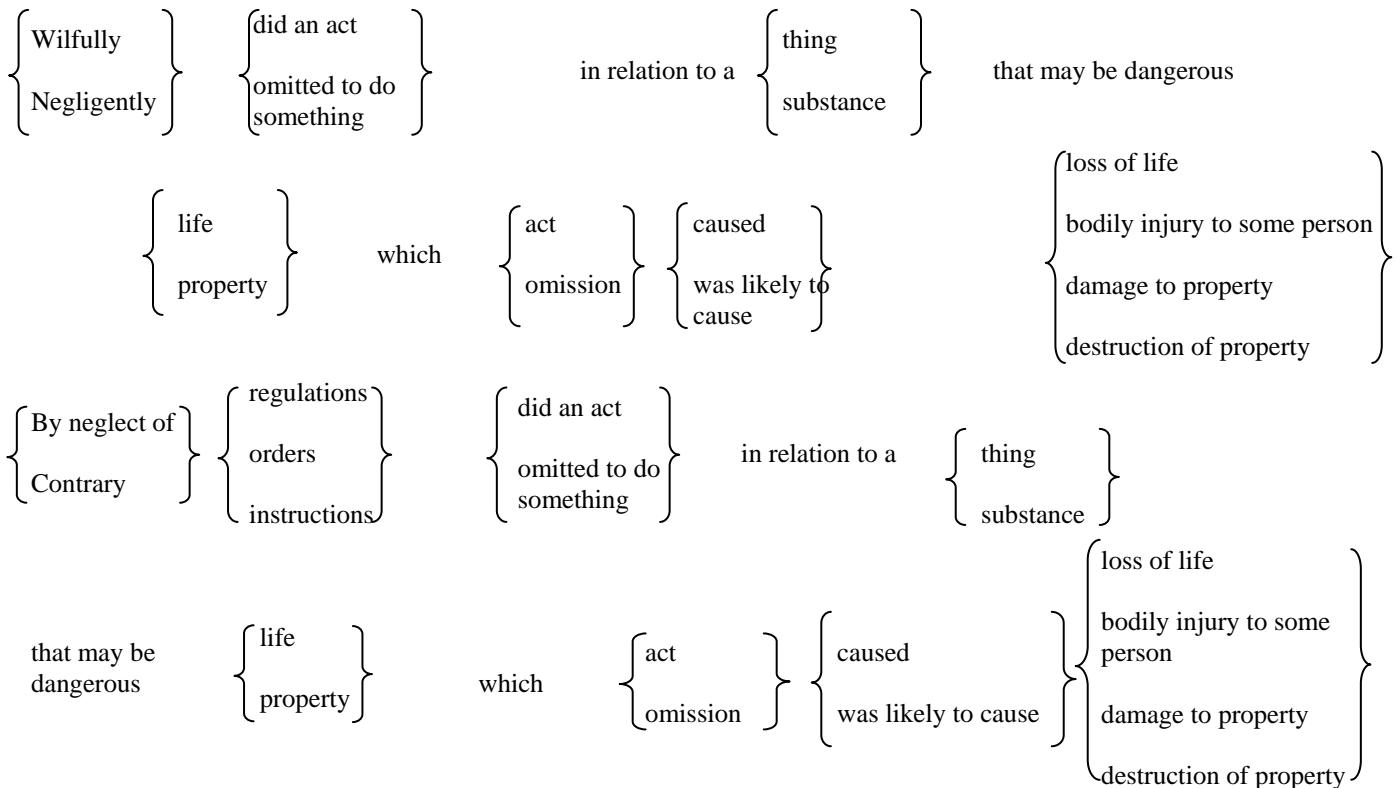 Wilfully
Negligently
did an act
omitted to do
something
in relation to a
thing
substance
that may be dangerous
life
property
which
act
omission
caused
was likely to
cause
loss of life
bodily injury to some person
damage to property
destruction of property
By neglect of
Contrary
regulations
orders
instructions
did an act
omitted to do
something
in relation to a
thing
substance
that may be
dangerous
life
property
which
act
omission
caused
was likely to cause
loss of life
bodily injury to some
person
damage to property
destruction of property